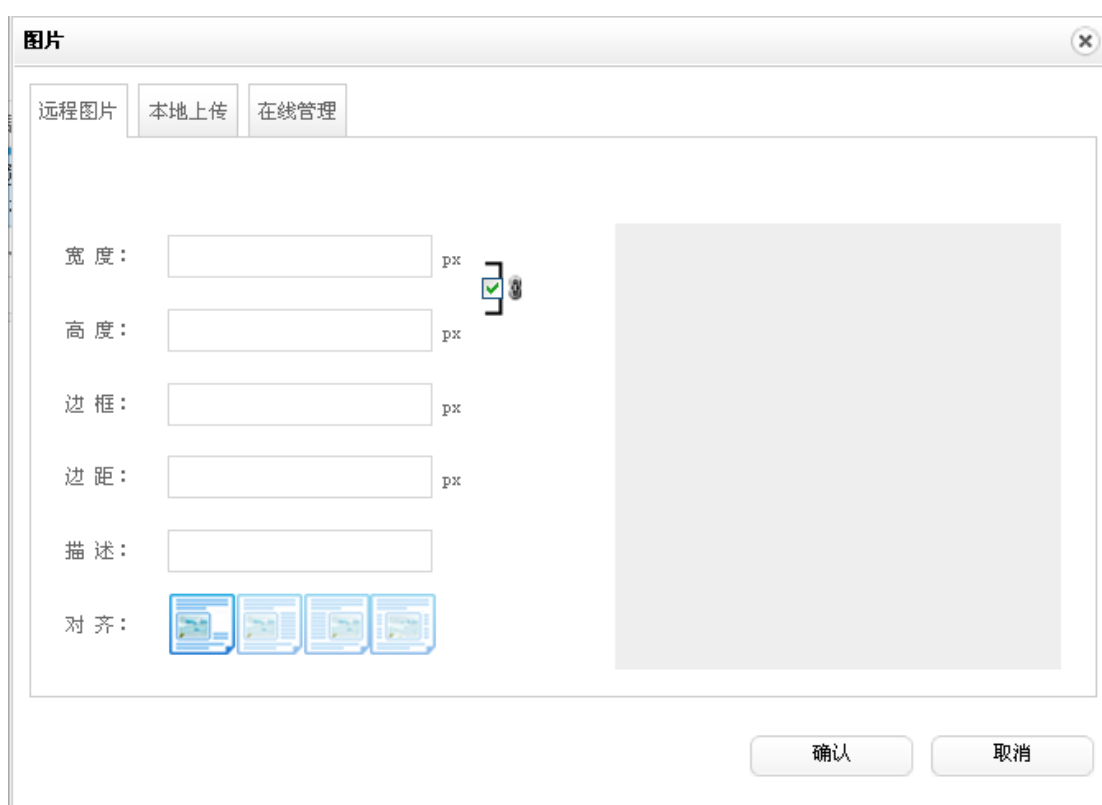 图片
远程图片 本地上传 在线管理
宽 度： px
高 度： px
边 框： px
边 距： px
描 述：
对 齐：
确认 取消